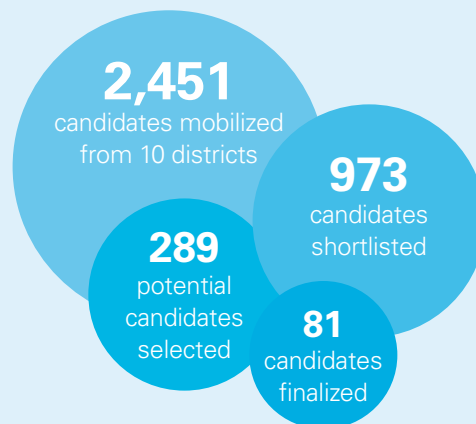 2,451
candidates mobilized
from 10 districts
973
candidates
shortlisted
289
potential
candidates
selected
81
candidates
finalized